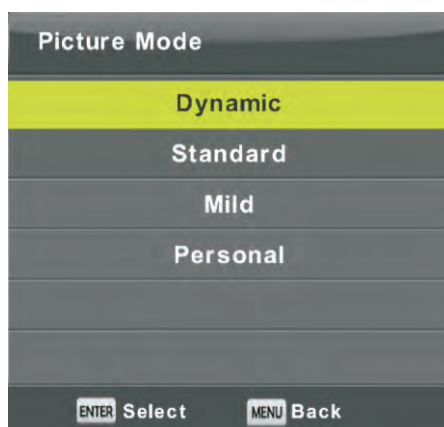 Picture Mode
Dynamic
Standard
Mild
Personal
ENTER Select MENU Back